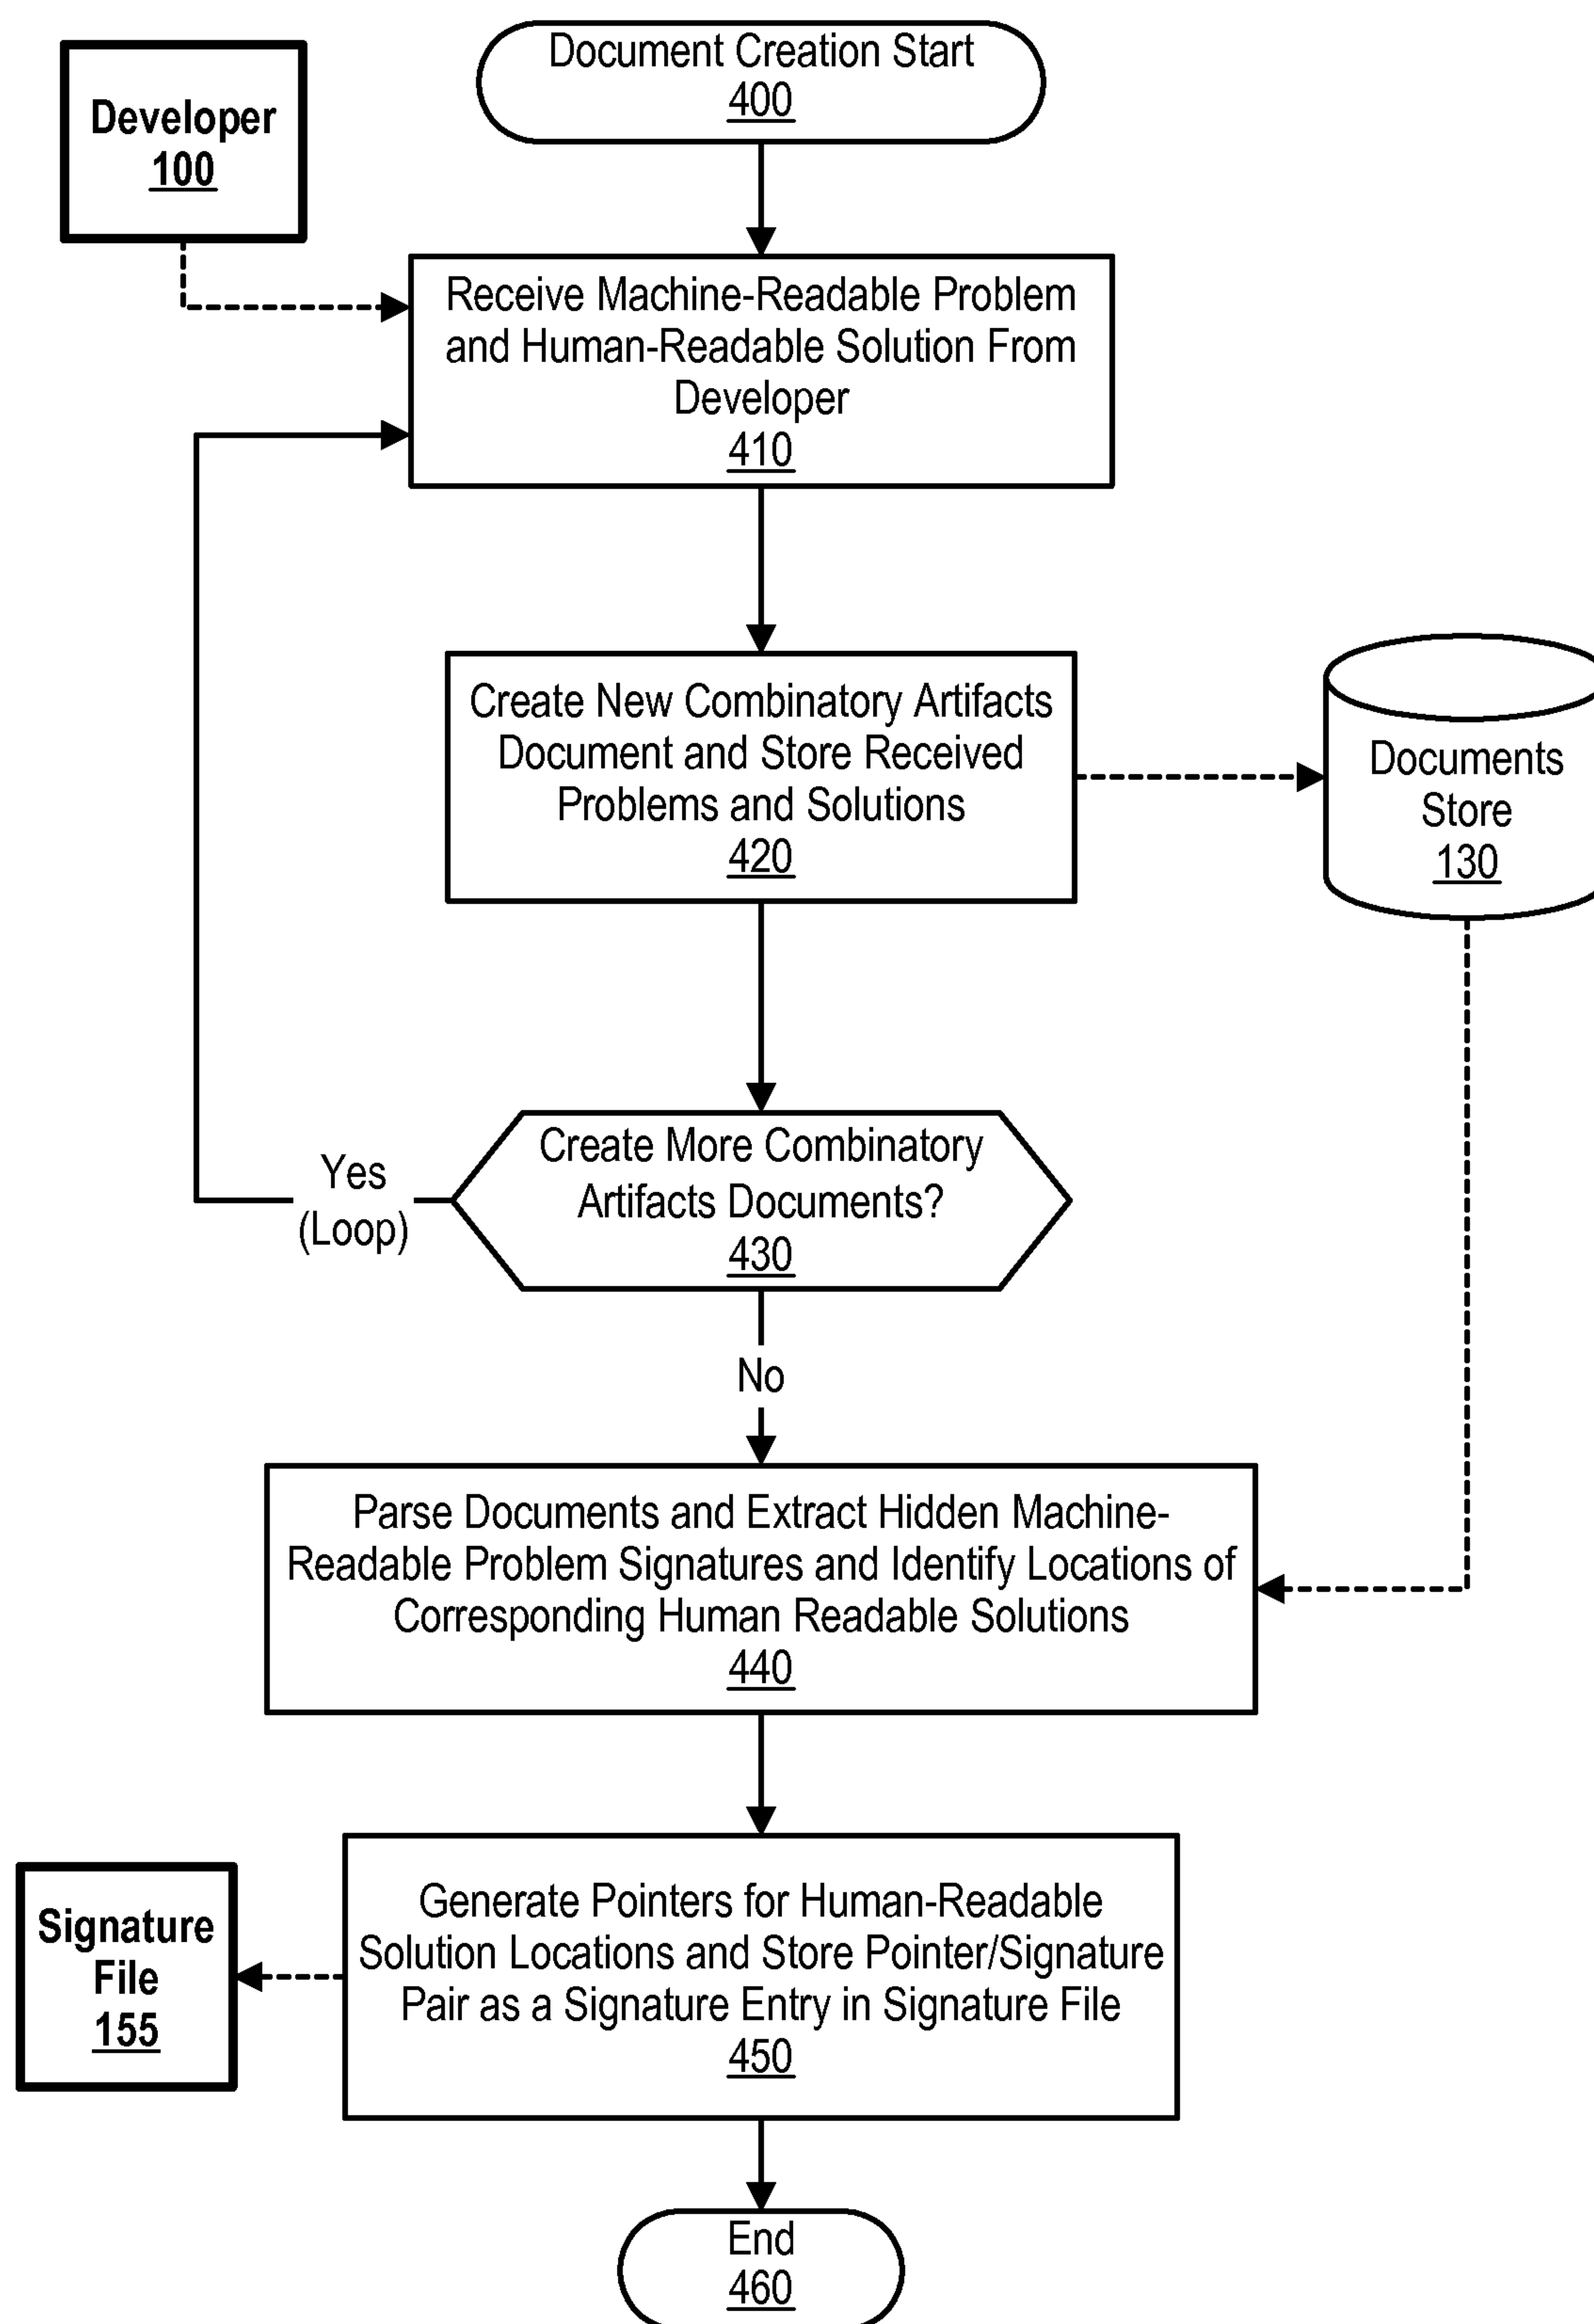 Document Creation Start
400
Developer
100
Receive Machine-Readable Problem
and Human-Readable Solution From
Developer
410
Create New Combinatory Artifacts
Document and Store Received
Problems and Solutions
420
Documents
Store
130
Create More Combinatory
Artifacts Documents?
430
Yes
(Loop)
No
Parse Documents and Extract Hidden Machine-
Readable Problem Signatures and Identify Locations of
Corresponding Human Readable Solutions
440
Generate Pointers for Human-Readable
Solution Locations and Store Pointer/Signature
Pair as a Signature Entry in Signature File
450
Signature
File
155
End
460